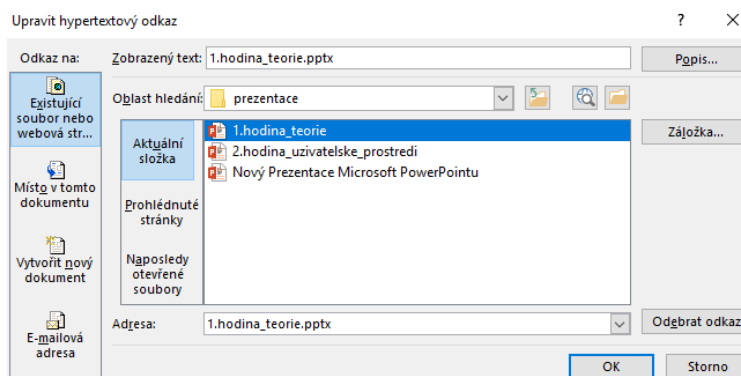 Upravit hypertextový odkaz
?
Odkaz na:
Zobrazený text:
1.hodina_teorie.pptx
Popis...
Existující
soubor nebo
webová str...
Oblast hledání:
prezentace
Aktuální
složka
1.hodina_teorie
2.hodina_uzivatelske_prostredi
Nový Prezentace Microsoft PowerPointu
Záložka...
Místo v tomto
dokumentu
Prohlédnuté
stránky
Vytvořit nový
dokument
Naposledy
otevřené
soubory
E-mailová
adresa
Adresa:
1.hodina_teorie.pptx
Odebrat odkaz
OK
Storno